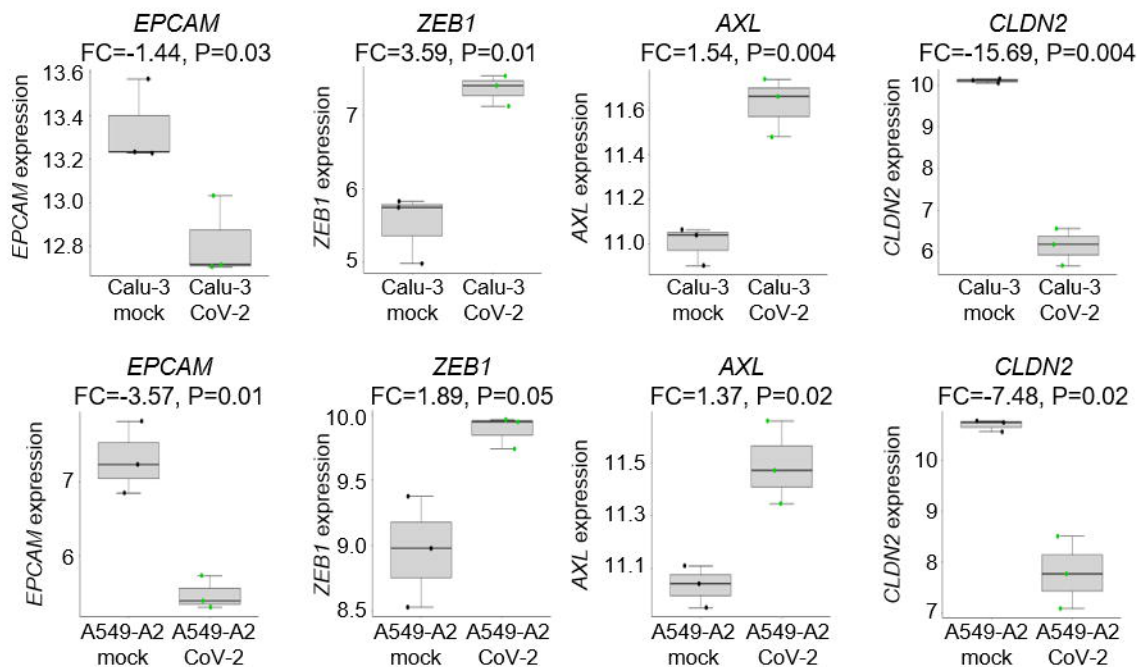 EPCAM
FC=-1.44, P=0.03
EPCAM expression
13.6
13.4
13.2
13.0
12.8
Calu-3
mock
Calu-3
CoV-2
ZEB1
FC=3.59, P=0.01
ZEB1 expression
7
6
5
Calu-3
mock
Calu-3
CoV-2
AXL
FC=1.54, P=0.004
AXL expression
11.6
11.4
11.2
11.0
Calu-3
mock
Calu-3
CoV-2
CLDN2
FC=-15.69, P=0.004
CLDN2 expression
10
9
8
7
6
Calu-3
mock
Calu-3
CoV-2
EPCAM
FC=-3.57, P=0.01
EPCAM expression
7
6
A549-A2
mock
A549-A2
CoV-2
ZEB1
FC=1.89, P=0.05
ZEB1 expression
10.0
9.5
9.0
8.5
A549-A2
mock
A549-A2
CoV-2
AXL
FC=1.37, P=0.02
AXL expression
11.5
11.3
11.1
A549-A2
mock
A549-A2
CoV-2
CLDN2
FC=-7.48, P=0.02
CLDN2 expression
10
9
8
7
A549-A2
mock
A549-A2
CoV-2